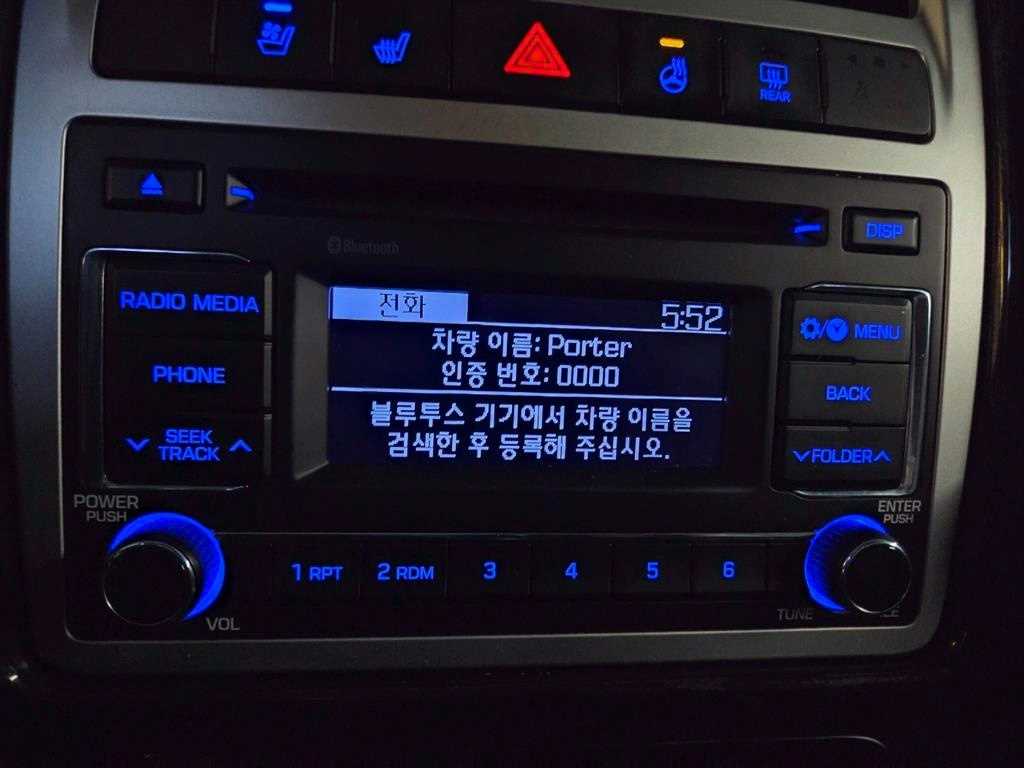 REAR
Bluetooth
DISP
RADIO MEDIA
전화
5:52
MENU
차량 이름: Porter
인증 번호: 0000
PHONE
BACK
블루투스 기기에서 차량 이름을
검색한 후 등록해 주십시오.
SEEK
TRACK
FOLDER
POWER
PUSH
ENTER
PUSH
1 RPT
2 RDM
3
4
5
6
VOL
TUNE